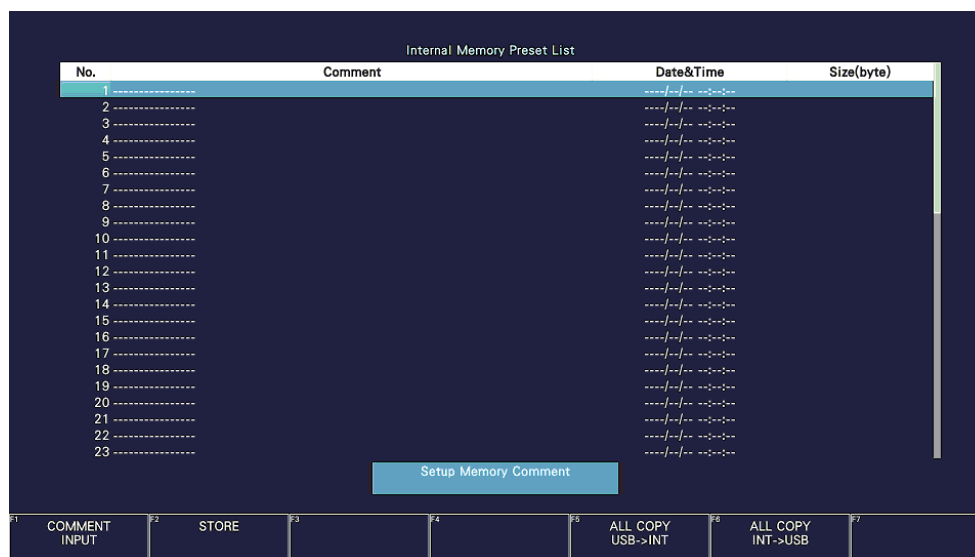 Internal Memory Preset List
No. Comment Date&Time Size(byte)
1 ---------------- ----/--/-- --:--:--
2 ---------------- ----/--/-- --:--:--
3 ---------------- ----/--/-- --:--:--
4 ---------------- ----/--/-- --:--:--
5 ---------------- ----/--/-- --:--:--
6 ---------------- ----/--/-- --:--:--
7 ---------------- ----/--/-- --:--:--
8 ---------------- ----/--/-- --:--:--
9 ---------------- ----/--/-- --:--:--
10 ---------------- ----/--/-- --:--:--
11 ---------------- ----/--/-- --:--:--
12 ---------------- ----/--/-- --:--:--
13 ---------------- ----/--/-- --:--:--
14 ---------------- ----/--/-- --:--:--
15 ---------------- ----/--/-- --:--:--
16 ---------------- ----/--/-- --:--:--
17 ---------------- ----/--/-- --:--:--
18 ---------------- ----/--/-- --:--:--
19 ---------------- ----/--/-- --:--:--
20 ---------------- ----/--/-- --:--:--
21 ---------------- ----/--/-- --:--:--
22 ---------------- ----/--/-- --:--:--
23 ---------------- ----/--/-- --:--:--
Setup Memory Comment
F1 COMMENT
INPUT
F2 STORE
F3
F4
F5 ALL COPY
USB->INT
F6 ALL COPY
INT->USB
F7